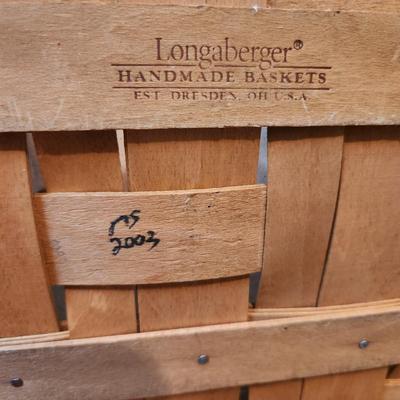 Longaberger®
HANDMADE BASKETS
EST. DRESDEN, OH U.S.A.
2003